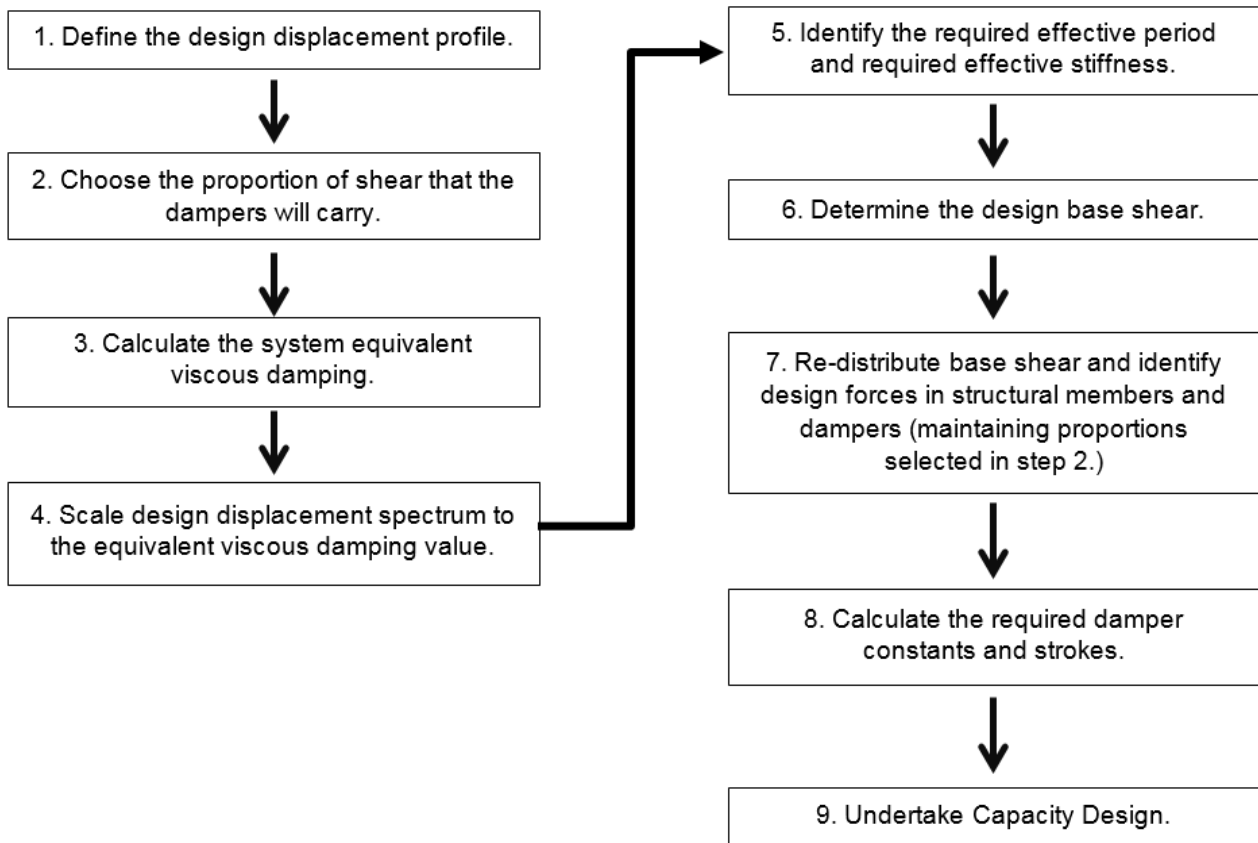 1. Define the design displacement profile.
2. Choose the proportion of shear that the
dampers will carry.
3. Calculate the system equivalent
viscous damping.
4. Scale design displacement spectrum to
the equivalent viscous damping value.
5. Identify the required effective period
and required effective stiffness.
6. Determine the design base shear.
7. Re-distribute base shear and identify
design forces in structural members and
dampers (maintaining proportions
selected in step 2.)
8. Calculate the required damper
constants and strokes.
9. Undertake Capacity Design.